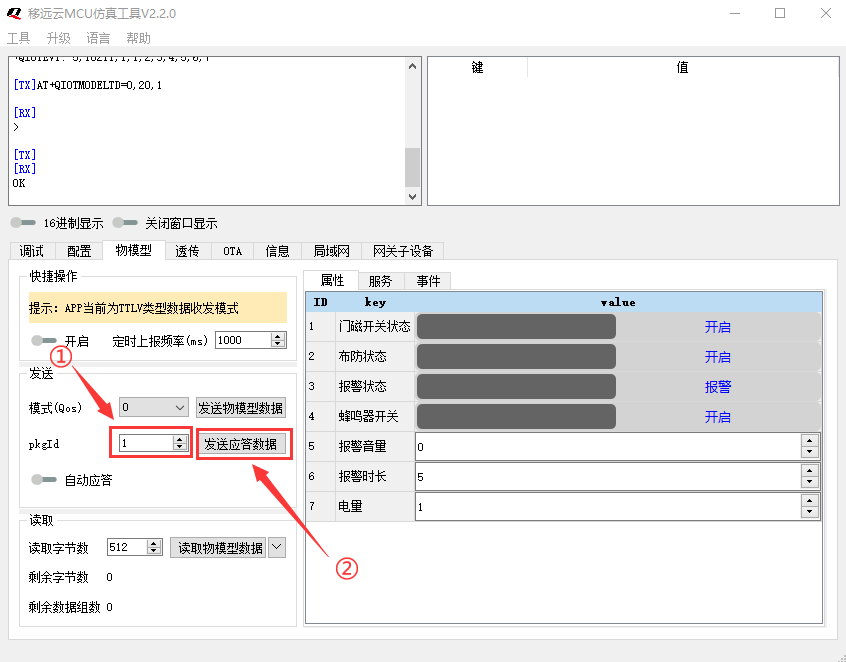 移远云MCU仿真工具V2.2.0
工具 升级 语言 帮助
[TX]AT+QIOTMODELTD=0,20,1
[RX]
>
[TX]
[RX]
OK
键 值
16进制显示 关闭窗口显示
调试 配置 物模型 透传 OTA 信息 局域网 网关子设备
快捷操作
提示: APP当前为TTLV类型数据收发模式
开启 定时上报频率(ms) 1000
①
发送
模式(Qos) 0 发送物模型数据
pkgId 1 发送应答数据
自动应答
②
读取
读取字节数 512 读取物模型数据
剩余字节数 0
剩余数据组数 0
属性 服务 事件
ID key value
1 门磁开关状态 开启
2 布防状态 开启
3 报警状态 报警
4 蜂鸣器开关 开启
5 报警音量 0
6 报警时长 5
7 电量 1